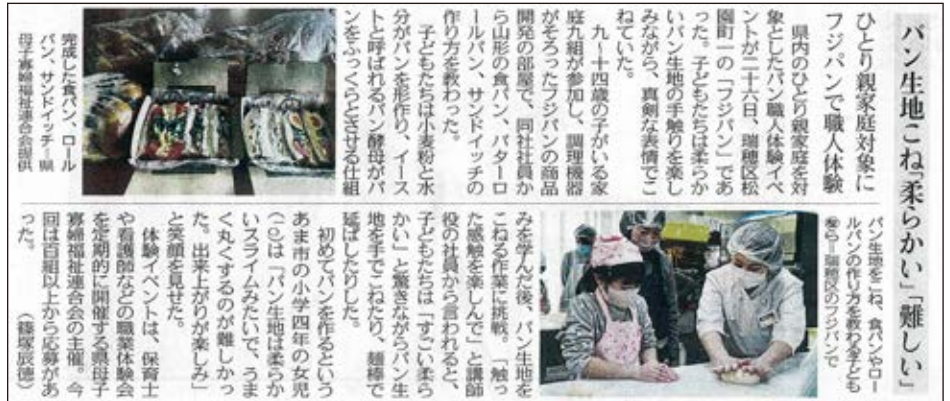 パン生地こね「柔らかい」「難しい」
ひとり親家庭対象に
フジパンで職人体験
県内のひとり親家庭を対
象としたパン職人体験イベ
ントが二十六日、瑞穂区松
園町一の「フジパン」であ
った。子どもたちは柔らか
いパン生地の手触りを楽し
みながら、真剣な表情でこ
ねていた。
九～十四歳の子がいる家
庭九組が参加し、調理機器
がそろったフジパンの商品
開発の部屋で、同社社員か
ら山形の食パン、バターロ
ールパン、サンドイッチの
作り方を教わった。
子どもたちは小麦粉と水
分がパンを形作り、イース
トと呼ばれるパン酵母がパ
ンをふっくらとさせる仕組
完成した食パン、ロール
パン、サンドイッチ＝県
母子寡婦福祉連合会提供
パン生地をこね、食パンやロー
ルパンの作り方を教わる子ども
ら＝瑞穂区のフジパンで
みを学んだ後、パン生地を
こねる作業に挑戦。「触っ
た感触を楽しんで」と講師
役の社員から言われると、
子どもたちは「すごい柔ら
かい」と驚きながらパン生
地を手でこねたり、麺棒で
延ばしたりした。
初めてパンを作るという
あま市の小学四年の女児
は「パン生地は柔らか
いスライムみたいで、うま
く丸くするのが難しかっ
た。出来上がりが楽しみ」
と笑顔を見せた。
体験イベントは、保育士
や看護師などの職業体験会
を定期的に開催する県母子
寡婦福祉連合会の主催。今
回は百組以上から応募があ
った。（篠塚辰徳）